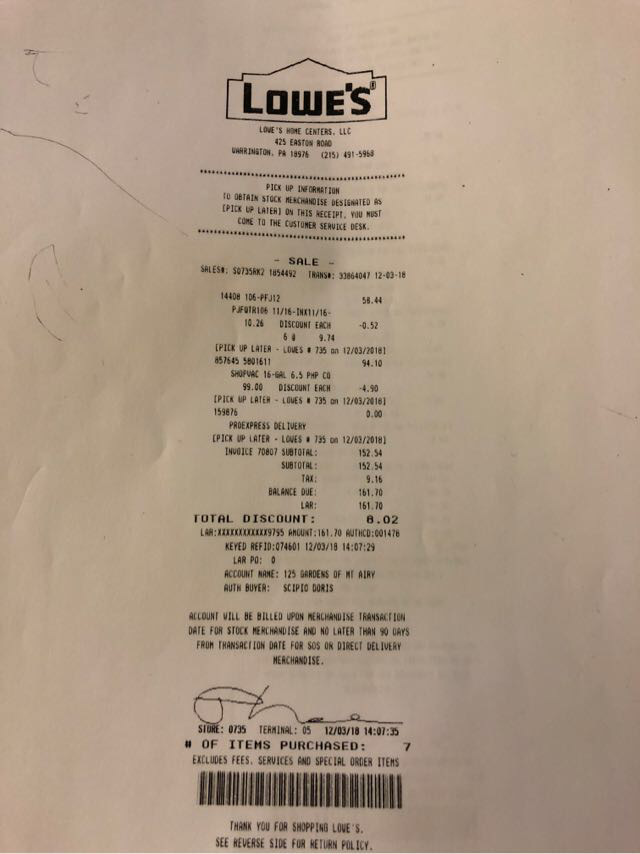 LOWE'S®
LOWE'S HOME CENTERS, LLC
425 EASTON ROAD
WARRINGTON, PA 18976 (215) 491-5968
PICK UP INFORMATION
TO OBTAIN STOCK MERCHANDISE DESIGNATED AS
[PICK UP LATER] ON THIS RECEIPT, YOU MUST
COME TO THE CUSTOMER SERVICE DESK.
- SALE -
SALES#: S0735RK2 1854492 TRANS#: 33864047 12-03-18
14408 106-PFJ12 58.44
PJFQTR106 11/16-INX11/16-
10.26 DISCOUNT EACH -0.52
6 @ 9.74
[PICK UP LATER - LOWES # 735 on 12/03/2018]
857645 5801611 94.10
SHOPVAC 16-GAL 6.5 PHP CO
99.00 DISCOUNT EACH -4.90
[PICK UP LATER - LOWES # 735 on 12/03/2018]
159876 0.00
PROEXPRESS DELIVERY
[PICK UP LATER - LOWES # 735 on 12/03/2018]
INVOICE 70807 SUBTOTAL: 152.54
SUBTOTAL: 152.54
TAX: 9.16
BALANCE DUE: 161.70
LAR: 161.70
TOTAL DISCOUNT: 8.02
LAR:XXXXXXXXXXXX9795 AMOUNT:161.70 AUTHCD:001478
KEYED REFID:074601 12/03/18 14:07:29
LAR PO: 0
ACCOUNT NAME: 125 GARDENS OF MT AIRY
AUTH BUYER: SCIPIO DORIS
ACCOUNT WILL BE BILLED UPON MERCHANDISE TRANSACTION
DATE FOR STOCK MERCHANDISE AND NO LATER THAN 90 DAYS
FROM TRANSACTION DATE FOR SOS OR DIRECT DELIVERY
MERCHANDISE.
STORE: 0735 TERMINAL: 05 12/03/18 14:07:35
# OF ITEMS PURCHASED: 7
EXCLUDES FEES, SERVICES AND SPECIAL ORDER ITEMS
THANK YOU FOR SHOPPING LOWE'S.
SEE REVERSE SIDE FOR RETURN POLICY.